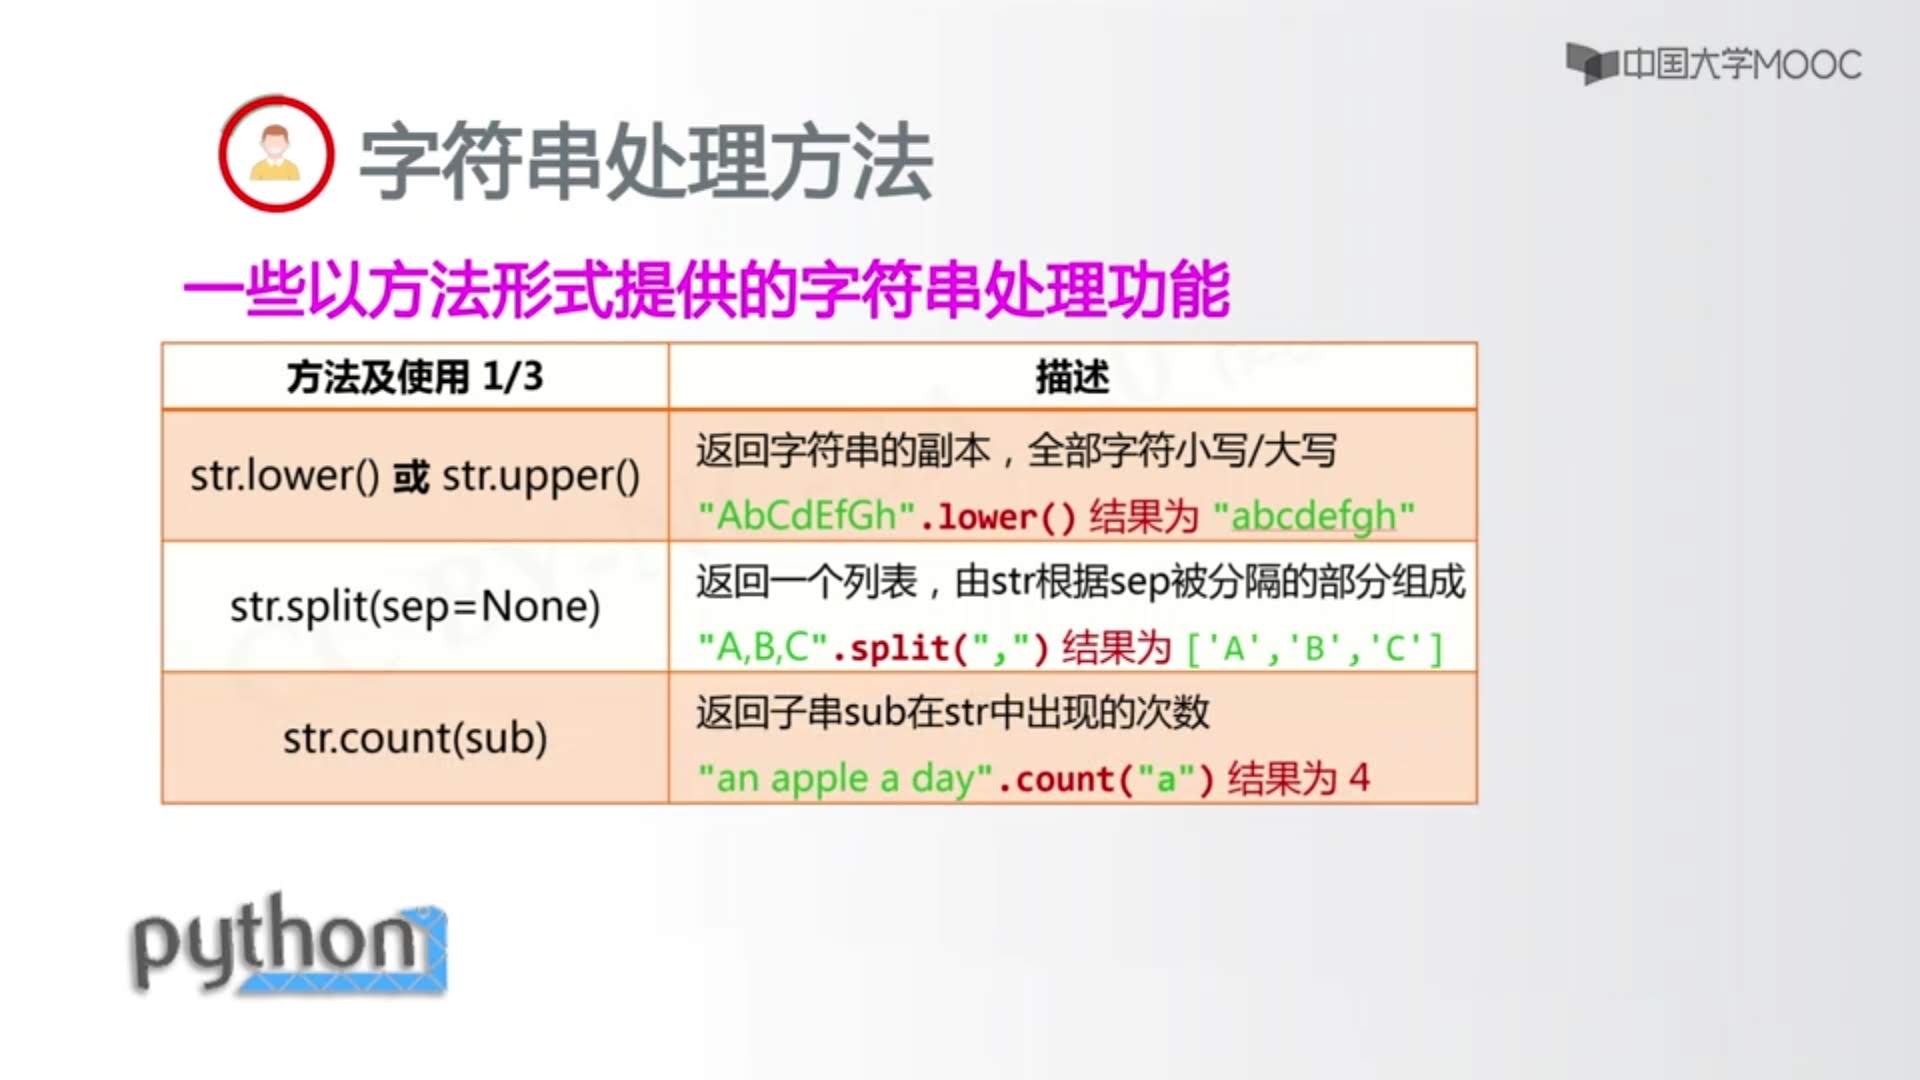 中国大学MOOC
字符串处理方法
一些以方法形式提供的字符串处理功能
方法及使用 1/3
描述
str.lower() 或 str.upper()
返回字符串的副本，全部字符小写/大写
"AbCdEfGh".lower() 结果为 "abcdefgh"
str.split(sep=None)
返回一个列表，由str根据sep被分隔的部分组成
"A,B,C".split(",") 结果为 ['A','B','C']
str.count(sub)
返回子串sub在str中出现的次数
"an apple a day".count("a") 结果为 4
python